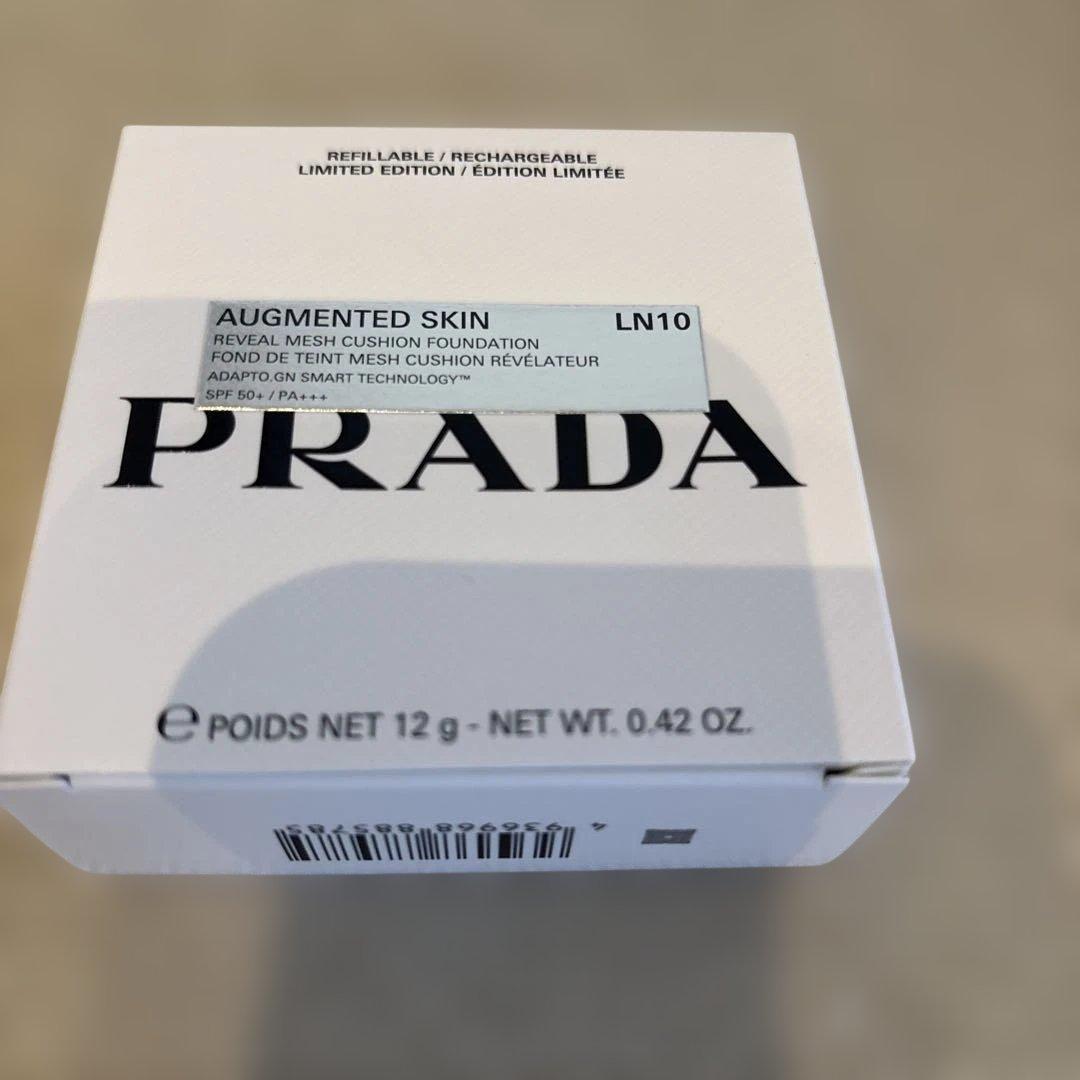 REFILLABLE / RECHARGEABLE
LIMITED EDITION / ÉDITION LIMITÉE
AUGMENTED SKIN LN10
REVEAL MESH CUSHION FOUNDATION
FOND DE TEINT MESH CUSHION RÉVÉLATEUR
ADAPTO.GN SMART TECHNOLOGY™
SPF 50+ / PA+++
PRADA
℮ POIDS NET 12 g - NET WT. 0.42 OZ.